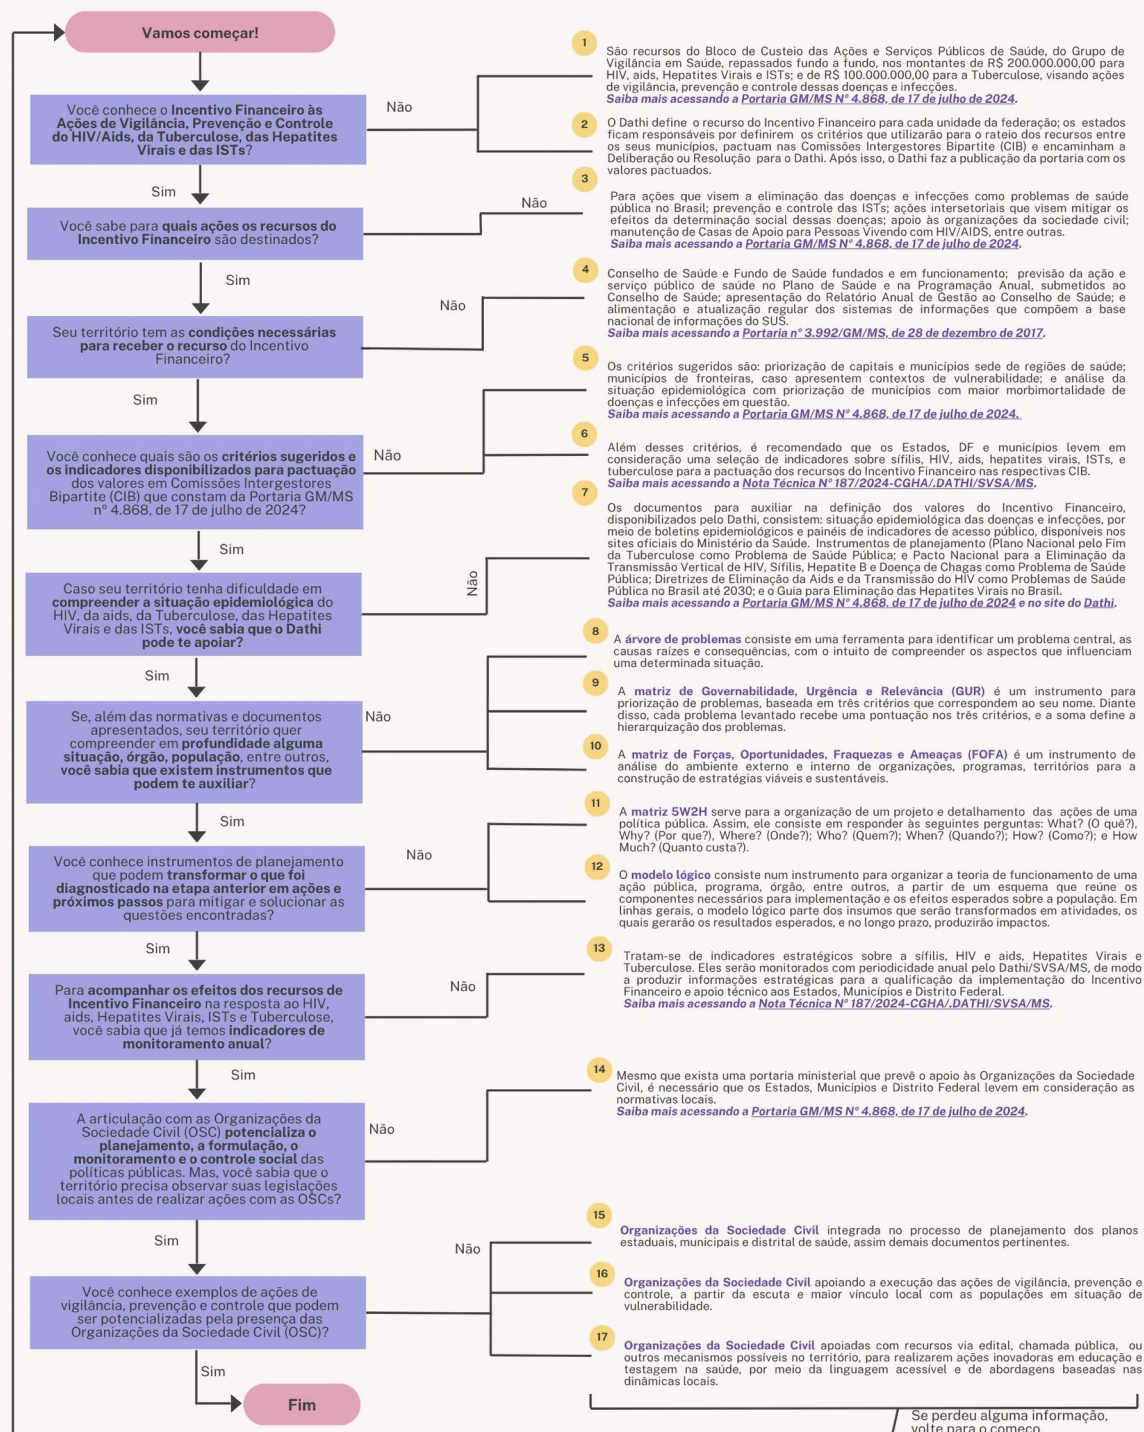 Vamos começar!
Você conhece o Incentivo Financeiro às
Ações de Vigilância, Prevenção e Controle
do HIV/Aids, da Tuberculose, das Hepatites
Virais e das ISTs?
Não
1
São recursos do Bloco de Custeio das Ações e Serviços Públicos de Saúde, do Grupo de
Vigilância em Saúde, repassados fundo a fundo, nos montantes de R$ 200.000.000,00 para
HIV, aids, Hepatites Virais e ISTs; e de R$ 100.000.000,00 para a Tuberculose, visando ações
de vigilância, prevenção e controle dessas doenças e infecções.
Saiba mais acessando a Portaria GM/MS Nº 4.868, de 17 de julho de 2024.
2
O Dathi define o recurso do Incentivo Financeiro para cada unidade da federação; os estados
ficam responsáveis por definirem os critérios que utilizarão para o rateio dos recursos entre
os seus municípios, pactuam nas Comissões Intergestores Bipartite (CIB) e encaminham a
Deliberação ou Resolução para o Dathi. Após isso, o Dathi faz a publicação da portaria com os
valores pactuados.
Sim
Você sabe para quais ações os recursos do
Incentivo Financeiro são destinados?
Não
3
Para ações que visem a eliminação das doenças e infecções como problemas de saúde
pública no Brasil; prevenção e controle das ISTs; ações intersetoriais que visem mitigar os
efeitos da determinação social dessa doenças; apoio às organizações da sociedade civil;
manutenção de Casas de Apoio para Pessoas Vivendo com HIV/AIDS, entre outras.
Saiba mais acessando a Portaria GM/MS Nº 4.868, de 17 de julho de 2024.
Sim
Seu território tem as condições necessárias
para receber o recurso do Incentivo
Financeiro?
Não
4
Conselho de Saúde e Fundo de Saúde fundados e em funcionamento; previsão da ação e
serviço público de saúde no Plano de Saúde e na Programação Anual, submetidos ao
Conselho de Saúde; apresentação do Relatório Anual de Gestão ao Conselho de Saúde; e
alimentação e atualização regular dos sistemas de informações que compõem a base
nacional de informações do SUS.
Saiba mais acessando a Portaria nº 3.992/GM/MS, de 28 de dezembro de 2017.
Sim
Você conhece quais são os critérios sugeridos e
os indicadores disponibilizados para pactuação
dos valores em Comissões Intergestores
Bipartite (CIB) que constam da Portaria GM/MS
nº 4.868, de 17 de julho de 2024?
Não
5
Os critérios sugeridos são: priorização de capitais e municípios sede de regiões de saúde;
municípios de fronteiras, caso apresentem contextos de vulnerabilidade; e análise da
situação epidemiológica com priorização de municípios com maior morbimortalidade de
doenças e infecções em questão.
Saiba mais acessando a Portaria GM/MS Nº 4.868, de 17 de julho de 2024.
6
Além desses critérios, é recomendado que os Estados, DF e municípios levem em
consideração uma seleção de indicadores sobre sífilis, HIV, aids, hepatites virais, ISTs, e
tuberculose para a pactuação dos recursos do Incentivo Financeiro nas respectivas CIB.
Saiba mais acessando a Nota Técnica Nº 187/2024-CGHA/.DATHI/SVSA/MS.
Sim
Caso seu território tenha dificuldade em
compreender a situação epidemiológica do
HIV, da aids, da Tuberculose, das Hepatites
Virais e das ISTs, você sabia que o Dathi
pode te apoiar?
Não
7
Os documentos para auxiliar na definição dos valores do Incentivo Financeiro,
disponibilizados pelo Dathi, consistem: situação epidemiológica das doenças e infecções, por
meio de boletins epidemiológicos e painéis de indicadores de acesso público, disponíveis nos
sites oficiais do Ministério da Saúde. Instrumentos de planejamento (Plano Nacional pelo Fim
da Tuberculose como Problema de Saúde Pública; e Pacto Nacional para a Eliminação da
Transmissão Vertical de HIV, Sífilis, Hepatite B e Doença de Chagas como Problema de Saúde
Pública; Diretrizes de Eliminação da Aids e da Transmissão do HIV como Problemas de Saúde
Pública no Brasil até 2030; e o Guia para Eliminação das Hepatites Virais no Brasil.
Saiba mais acessando a Portaria GM/MS Nº 4.868, de 17 de julho de 2024 e no site do Dathi.
Sim
Se, além das normativas e documentos
apresentados, seu território quer
compreender em profundidade alguma
situação, órgão, população, entre outros,
você sabia que existem instrumentos que
podem te auxiliar?
Não
8
A árvore de problemas consiste em uma ferramenta para identificar um problema central, as
causas raízes e consequências, com o intuito de compreender os aspectos que influenciam
uma determinada situação.
9
A matriz de Governabilidade, Urgência e Relevância (GUR) é um instrumento para
priorização de problemas, baseada em três critérios que correspondem ao seu nome. Diante
disso, cada problema levantado recebe uma pontuação nos três critérios, e a soma define a
hierarquização dos problemas.
10
A matriz de Forças, Oportunidades, Fraquezas e Ameaças (FOFA) é um instrumento de
análise do ambiente externo e interno de organizações, programas, territórios para a
construção de estratégias viáveis e sustentáveis.
Sim
Você conhece instrumentos de planejamento
que podem transformar o que foi
diagnosticado na etapa anterior em ações e
próximos passos para mitigar e solucionar as
questões encontradas?
Não
11
A matriz 5W2H serve para a organização de um projeto e detalhamento das ações de uma
política pública. Assim, ele consiste em responder às seguintes perguntas: What? (O quê?),
Why? (Por que?), Where? (Onde?); Who? (Quem?); When? (Quando?); How? (Como?); e How
Much? (Quanto custa?).
12
O modelo lógico consiste num instrumento para organizar a teoria de funcionamento de uma
ação pública, programa, órgão, entre outros, a partir de um esquema que reúne os
componentes necessários para implementação e os efeitos esperados sobre a população. Em
linhas gerais, o modelo lógico parte dos insumos que serão transformados em atividades, os
quais gerarão os resultados esperados, e no longo prazo, produzirão impactos.
Sim
Para acompanhar os efeitos dos recursos de
Incentivo Financeiro na resposta ao HIV,
aids, Hepatites Virais, ISTs e Tuberculose,
você sabia que já temos indicadores de
monitoramento anual?
Não
13
Tratam-se de indicadores estratégicos sobre a sífilis, HIV e aids, Hepatites Virais e
Tuberculose. Eles serão monitorados com periodicidade anual pelo Dathi/SVSA/MS, de modo
a produzir informações estratégicas para a qualificação da implementação do Incentivo
Financeiro e apoio técnico aos Estados, Municípios e Distrito Federal.
Saiba mais acessando a Nota Técnica Nº 187/2024-CGHA/.DATHI/SVSA/MS.
Sim
A articulação com as Organizações da
Sociedade Civil (OSC) potencializa o
planejamento, a formulação, o
monitoramento e o controle social das
políticas públicas. Mas, você sabia que o
território precisa observar suas legislações
locais antes de realizar ações com as OSCs?
Não
14
Mesmo que exista uma portaria ministerial que prevê o apoio às Organizações da Sociedade
Civil, é necessário que os Estados, Municípios e Distrito Federal levem em consideração as
normativas locais.
Saiba mais acessando a Portaria GM/MS Nº 4.868, de 17 de julho de 2024.
Sim
Você conhece exemplos de ações de
vigilância, prevenção e controle que podem
ser potencializadas pela presença das
Organizações da Sociedade Civil (OSC)?
Não
15
Organizações da Sociedade Civil integrada no processo de planejamento dos planos
estaduais, municipais e distrital de saúde, assim demais documentos pertinentes.
16
Organizações da Sociedade Civil apoiando a execução das ações de vigilância, prevenção e
controle, a partir da escuta e maior vínculo local com as populações em situação de
vulnerabilidade.
17
Organizações da Sociedade Civil apoiadas com recursos via edital, chamada pública, ou
outros mecanismos possíveis no território, para realizarem ações inovadoras em educação e
testagem na saúde, por meio da linguagem acessível e de abordagens baseadas nas
dinâmicas locais.
Sim
Fim
Se perdeu alguma informação,
volte para o começo.